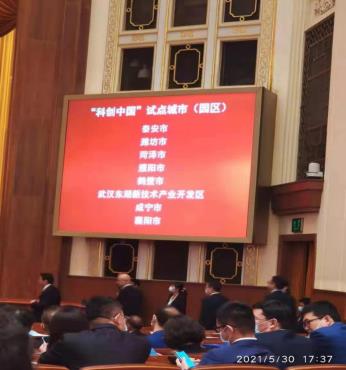 “科创中国”试点城市（园区）
泰安市
潍坊市
菏泽市
濮阳市
鹤壁市
武汉东湖新技术产业开发区
咸宁市
襄阳市
2021/5/30 17:37